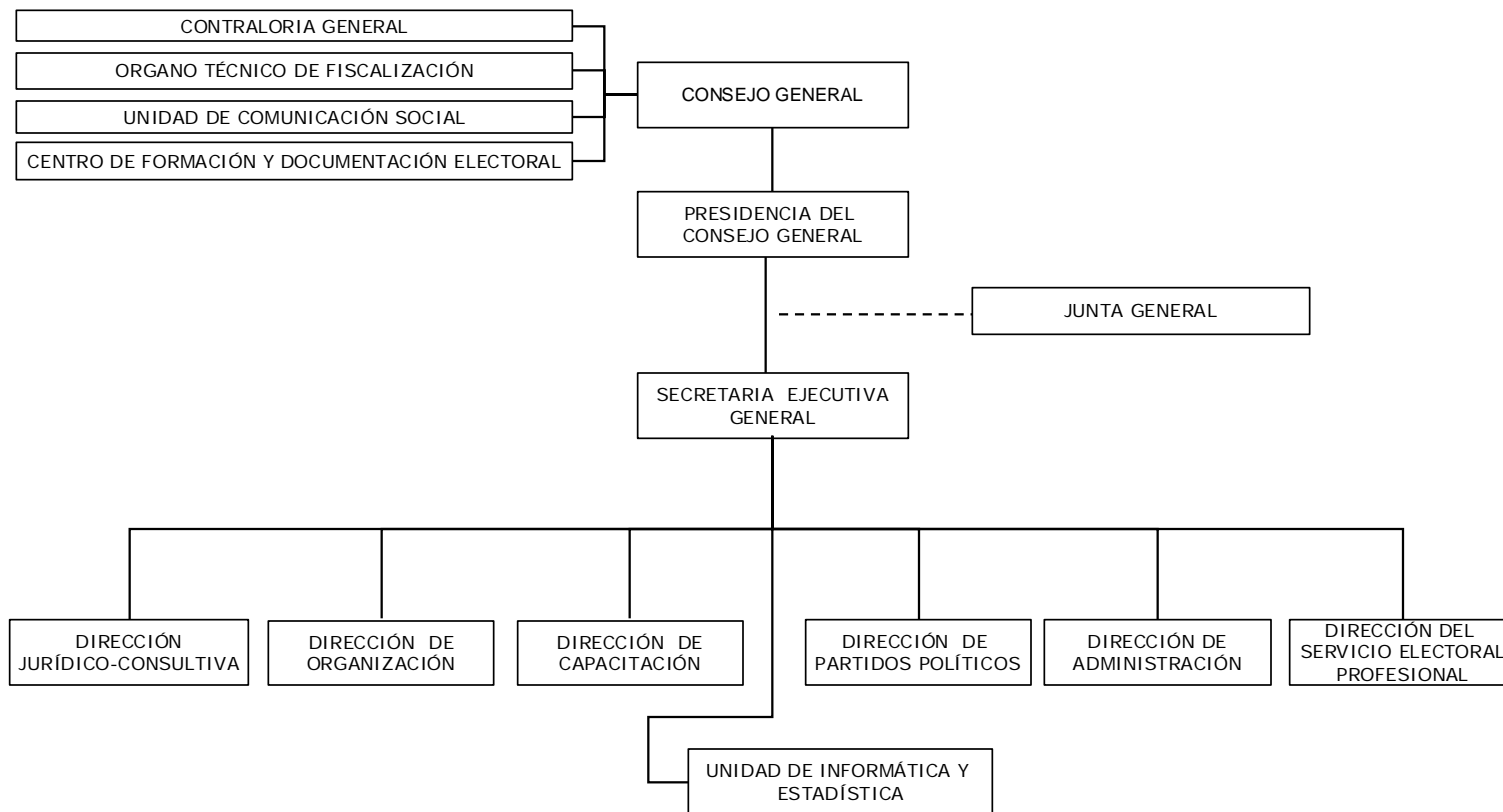 CONTRALORIA GENERAL
ORGANO TÉCNICO DE FISCALIZACIÓN
UNIDAD DE COMUNICACIÓN SOCIAL
CENTRO DE FORMACIÓN Y DOCUMENTACIÓN ELECTORAL
CONSEJO GENERAL
PRESIDENCIA DEL
CONSEJO GENERAL
JUNTA GENERAL
SECRETARIA EJECUTIVA
GENERAL
DIRECCIÓN
JURÍDICO-CONSULTIVA
DIRECCIÓN DE
ORGANIZACIÓN
DIRECCIÓN DE
CAPACITACIÓN
DIRECCIÓN DE
PARTIDOS POLÍTICOS
DIRECCIÓN DE
ADMINISTRACIÓN
DIRECCIÓN DEL
SERVICIO ELECTORAL
PROFESIONAL
UNIDAD DE INFORMÁTICA Y
ESTADÍSTICA